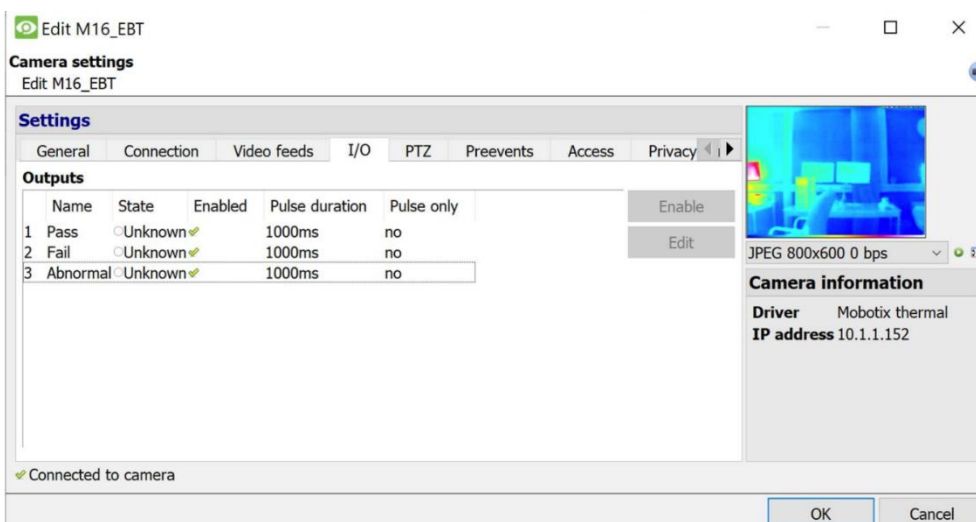 Edit M16_EBT
Camera settings
Edit M16_EBT
Settings
General Connection Video feeds I/O PTZ Preevents Access Privacy
Outputs
Name State Enabled Pulse duration Pulse only
1 Pass Unknown 1000ms no
2 Fail Unknown 1000ms no
3 Abnormal Unknown 1000ms no
Enable
Edit
JPEG 800x600 0 bps
Camera information
Driver Mobotix thermal
IP address 10.1.1.152
Connected to camera
OK Cancel